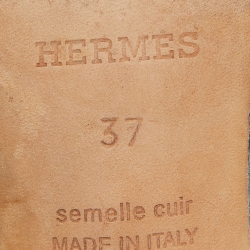 HERMES
37
semelle cuir
MADE IN ITALY